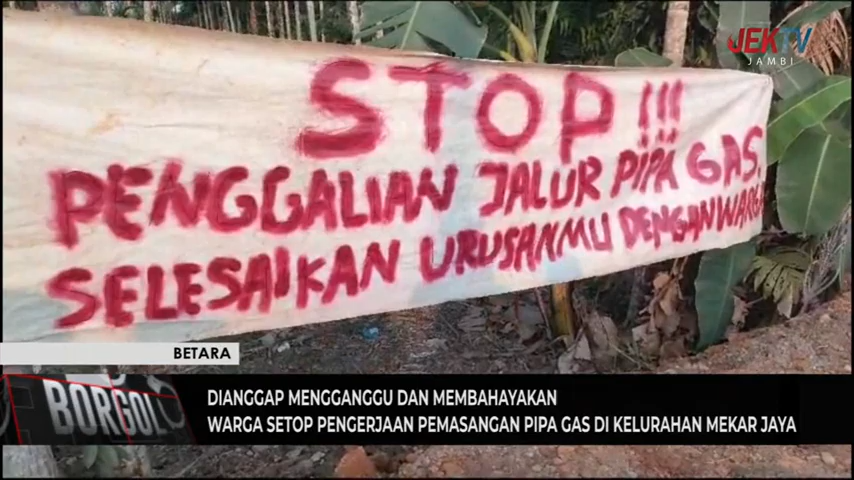 JEKTV
JAMBI
STOP!!!
PENGGALIAN JALUR PIPA GAS.
SELESAIKAN URUSANMU DENGAN WARGA
BETARA
BORGOL
DIANGGAP MENGGANGGU DAN MEMBAHAYAKAN
WARGA SETOP PENGERJAAN PEMASANGAN PIPA GAS DI KELURAHAN MEKAR JAYA